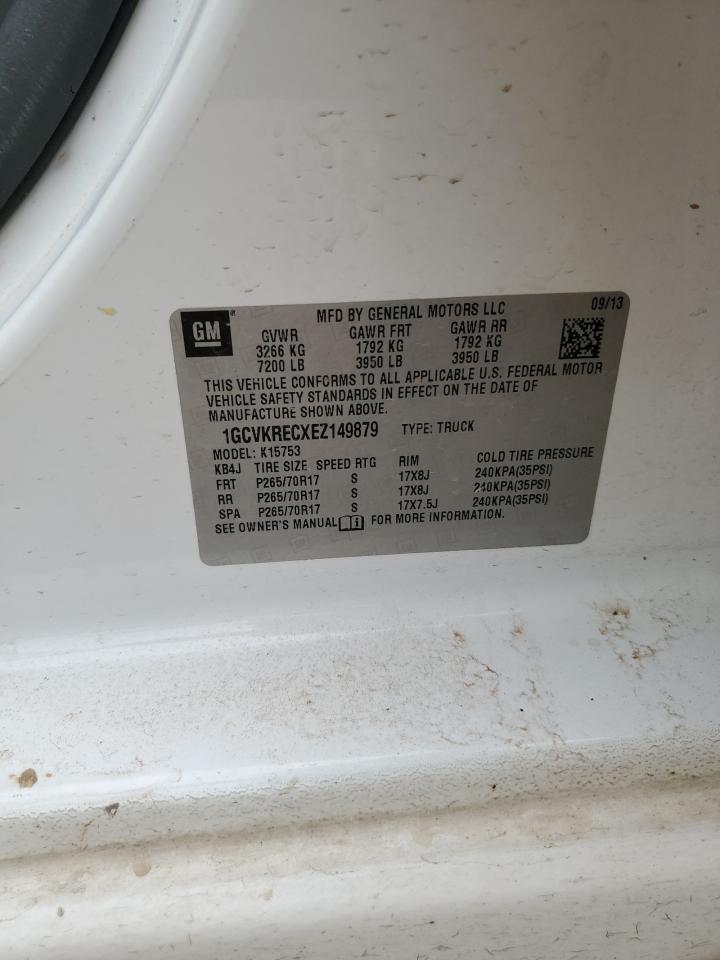 GM
MFD BY GENERAL MOTORS LLC 09/13
GVWR GAWR FRT GAWR RR
3266 KG 1792 KG 1792 KG
7200 LB 3950 LB 3950 LB
THIS VEHICLE CONFORMS TO ALL APPLICABLE U.S. FEDERAL MOTOR
VEHICLE SAFETY STANDARDS IN EFFECT ON THE DATE OF
MANUFACTURE SHOWN ABOVE.
1GCVKRECXEZ149879 TYPE: TRUCK
MODEL: K15753
KB4J TIRE SIZE SPEED RTG RIM COLD TIRE PRESSURE
FRT P265/70R17 S 17X8J 240KPA(35PSI)
RR P265/70R17 S 17X8J 240KPA(35PSI)
SPA P265/70R17 S 17X7.5J 240KPA(35PSI)
SEE OWNER'S MANUAL FOR MORE INFORMATION.